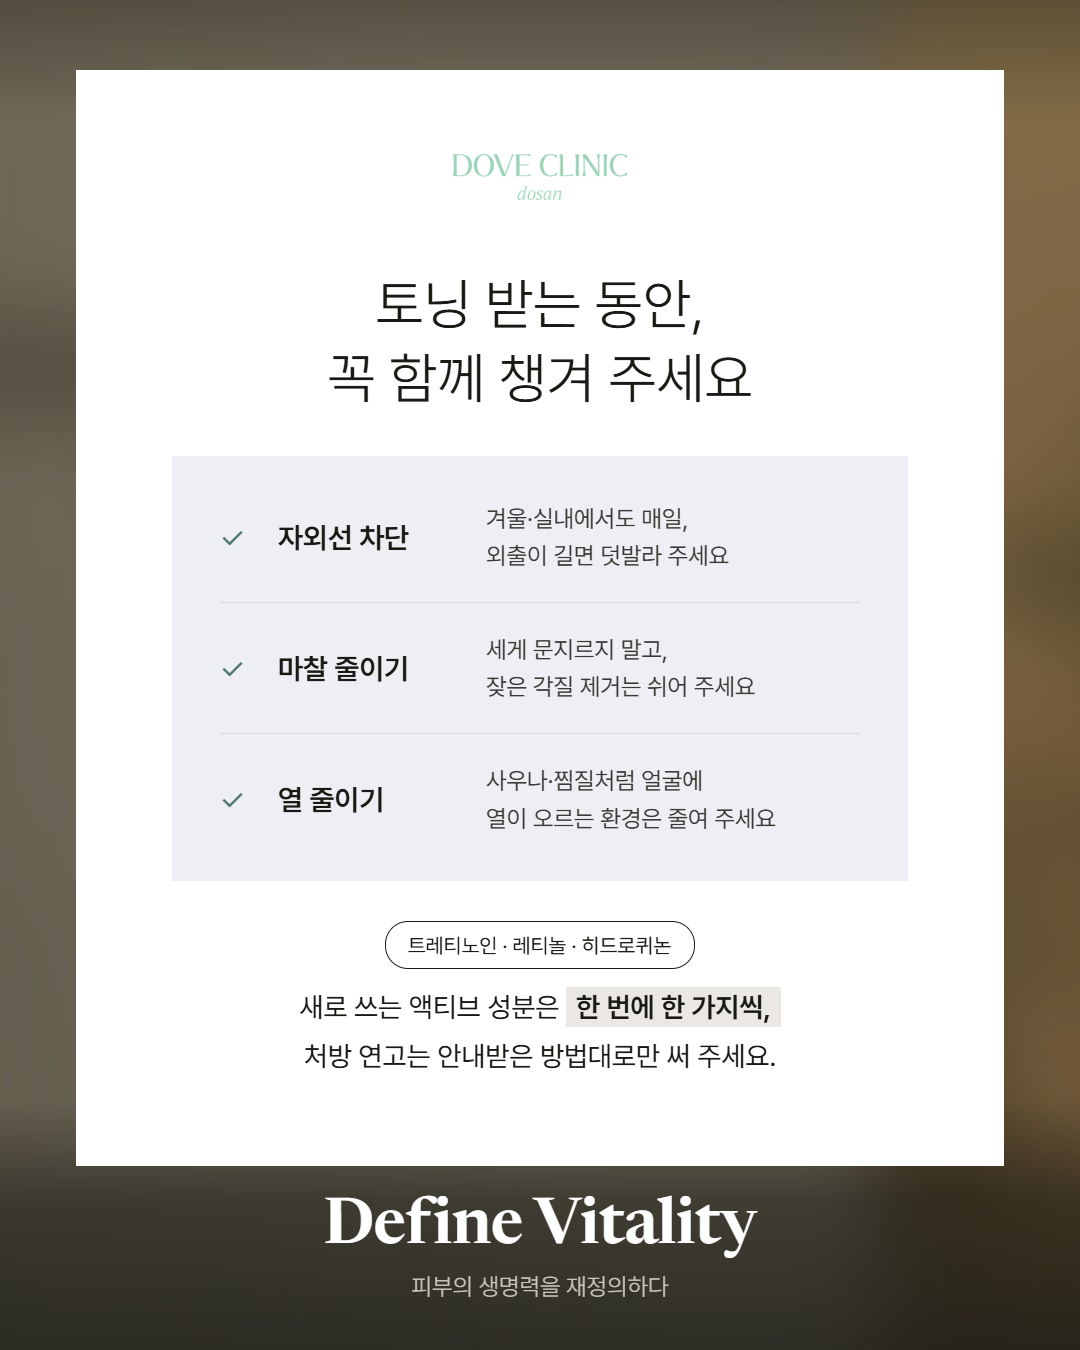 DOVE CLINIC
dosan
토닝 받는 동안,
꼭 함께 챙겨 주세요
자외선 차단
겨울·실내에서도 매일,
외출이 길면 덧발라 주세요
마찰 줄이기
세게 문지르지 말고,
잦은 각질 제거는 쉬어 주세요
열 줄이기
사우나·찜질처럼 얼굴에
열이 오르는 환경은 줄여 주세요
트레티노인 · 레티놀 · 히드로퀴논
새로 쓰는 액티브 성분은 한 번에 한 가지씩,
처방 연고는 안내받은 방법대로만 써 주세요.
Define Vitality
피부의 생명력을 재정의하다